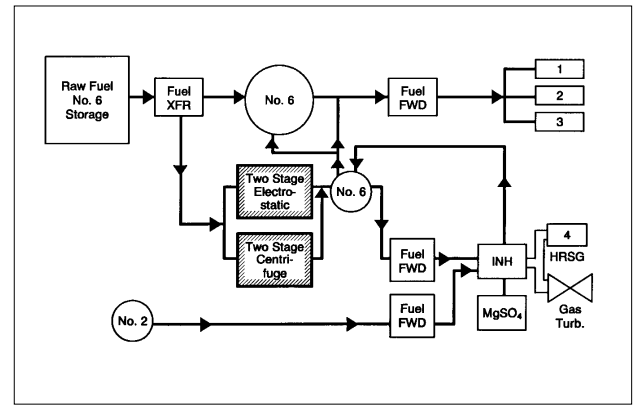 Raw Fuel
No. 6
Storage
Fuel
XFR
No. 6
Fuel
FWD
1
2
3
Two Stage
Electro-
static
No. 6
Two Stage
Centri-
fuge
Fuel
FWD
INH
4
HRSG
Gas
Turb.
MgSO₄
No. 2
Fuel
FWD